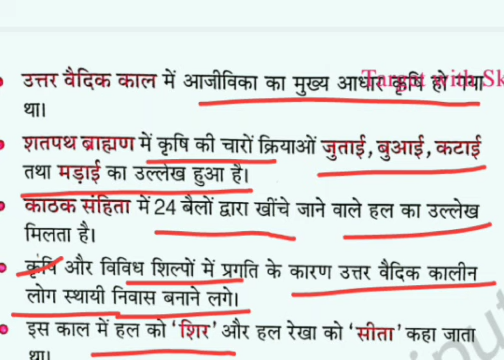 उत्तर वैदिक काल में आजीविका का मुख्य आधार कृषि हो गया
था।
शतपथ ब्राह्मण में कृषि की चारों क्रियाओं जुताई, बुआई, कटाई
तथा मड़ाई का उल्लेख हुआ है।
काठक संहिता में 24 बैलों द्वारा खींचे जाने वाले हल का उल्लेख
मिलता है।
कृषि और विविध शिल्पों में प्रगति के कारण उत्तर वैदिक कालीन
लोग स्थायी निवास बनाने लगे।
इस काल में हल को ‘शिर’ और हल रेखा को ‘सीता’ कहा जाता
था।